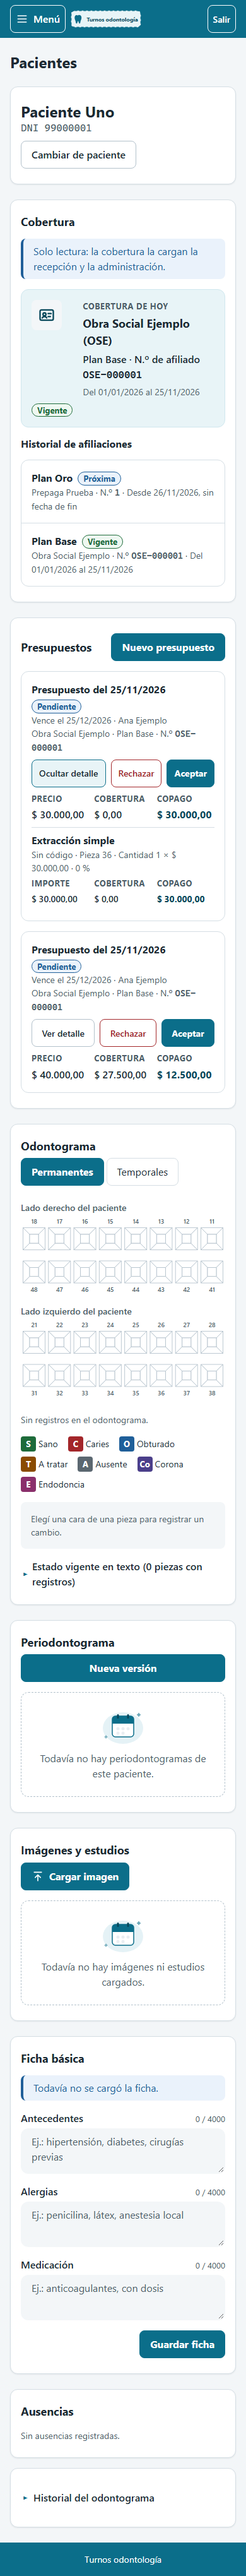 Menú
Turnos odontología
Salir
Pacientes
Paciente Uno
DNI 99000001
Cambiar de paciente
Cobertura
Solo lectura: la cobertura la cargan la
recepción y la administración.
COBERTURA DE HOY
Obra Social Ejemplo
(OSE)
Plan Base · N.º de afiliado
OSE-000001
Del 01/01/2026 al 25/11/2026
Vigente
Historial de afiliaciones
Plan Oro Próxima
Prepaga Prueba · N.º 1 · Desde 26/11/2026, sin
fecha de fin
Plan Base Vigente
Obra Social Ejemplo · N.º OSE-000001 · Del
01/01/2026 al 25/11/2026
Presupuestos
Nuevo presupuesto
Presupuesto del 25/11/2026
Pendiente
Vence el 25/12/2026 · Ana Ejemplo
Obra Social Ejemplo · Plan Base · N.º OSE-
000001
Ocultar detalle Rechazar Aceptar
PRECIO COBERTURA COPAGO
$ 30.000,00 $ 0,00 $ 30.000,00
Extracción simple
Sin código · Pieza 36 · Cantidad 1 × $
30.000,00 · 0 %
IMPORTE COBERTURA COPAGO
$ 30.000,00 $ 0,00 $ 30.000,00
Presupuesto del 25/11/2026
Pendiente
Vence el 25/12/2026 · Ana Ejemplo
Obra Social Ejemplo · Plan Base · N.º OSE-
000001
Ver detalle Rechazar Aceptar
PRECIO COBERTURA COPAGO
$ 40.000,00 $ 27.500,00 $ 12.500,00
Odontograma
Permanentes Temporales
Lado derecho del paciente
18 17 16 15 14 13 12 11
48 47 46 45 44 43 42 41
Lado izquierdo del paciente
21 22 23 24 25 26 27 28
31 32 33 34 35 36 37 38
Sin registros en el odontograma.
S Sano C Caries O Obturado
T A tratar A Ausente Co Corona
E Endodoncia
Elegí una cara de una pieza para registrar un
cambio.
Estado vigente en texto (0 piezas con
registros)
Periodontograma
Nueva versión
Todavía no hay periodontogramas de
este paciente.
Imágenes y estudios
Cargar imagen
Todavía no hay imágenes ni estudios
cargados.
Ficha básica
Todavía no se cargó la ficha.
Antecedentes 0 / 4000
Ej.: hipertensión, diabetes, cirugías
previas
Alergias 0 / 4000
Ej.: penicilina, látex, anestesia local
Medicación 0 / 4000
Ej.: anticoagulantes, con dosis
Guardar ficha
Ausencias
Sin ausencias registradas.
Historial del odontograma
Turnos odontología